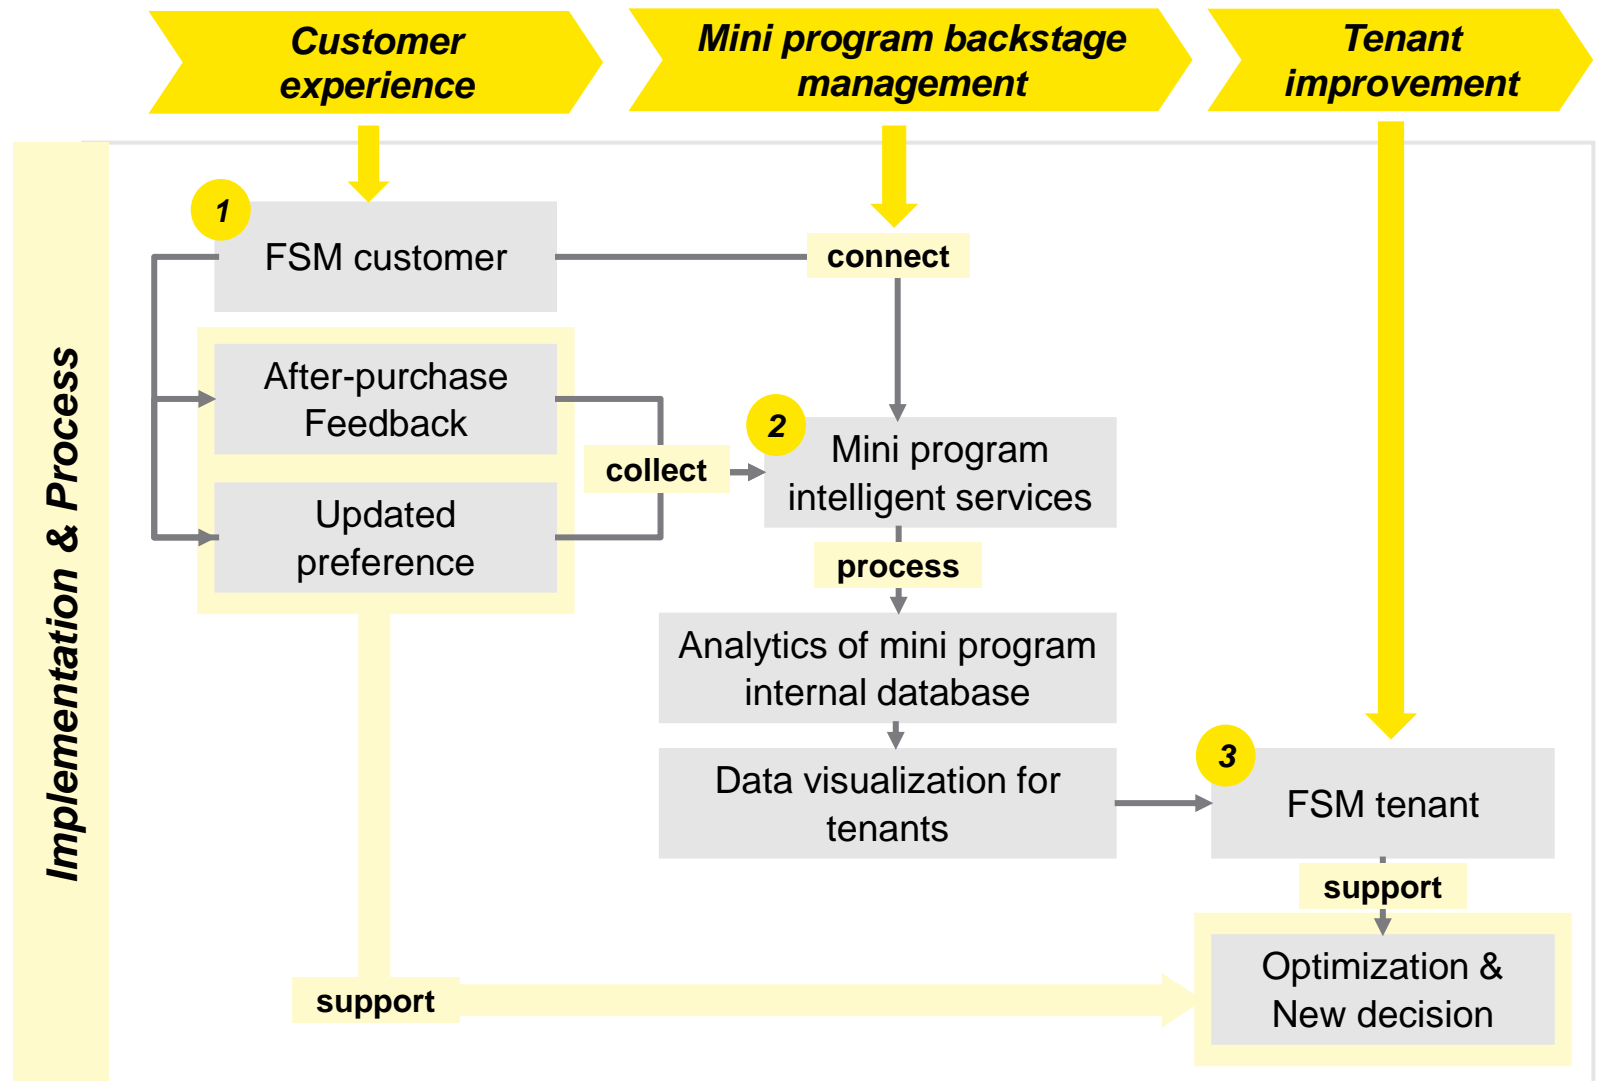 Customer
experience
Mini program backstage
management
Tenant
improvement
Implementation & Process
1
FSM customer
connect
After-purchase
Feedback
collect
Updated
preference
2
Mini program
intelligent services
process
Analytics of mini program
internal database
Data visualization for
tenants
3
FSM tenant
support
Optimization &
New decision
support